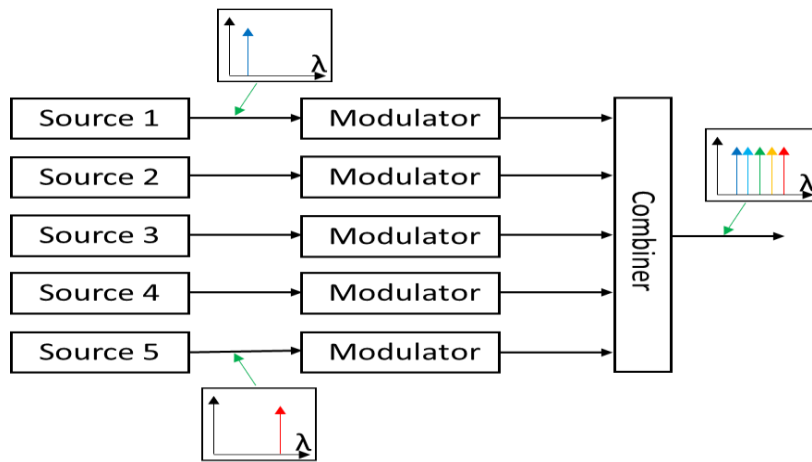 λ
Source 1 Modulator
Source 2 Modulator
λ
Source 3 Modulator
Combiner
Source 4 Modulator
Source 5 Modulator
λ